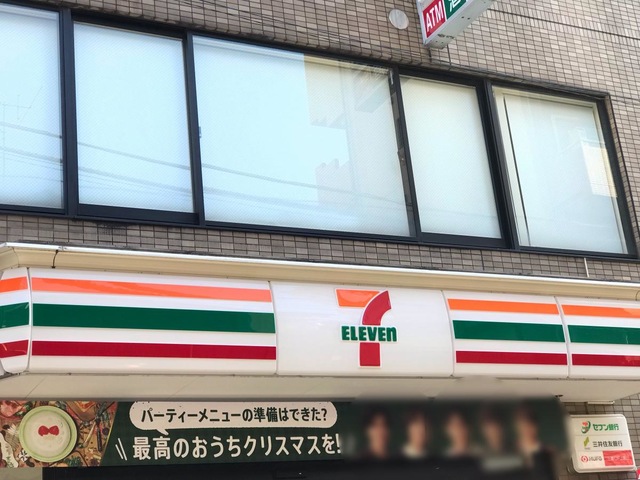 ATM
ELEVEn
パーティーメニューの準備はできた?
最高のおうちクリスマスを!
セブン銀行
三井住友銀行